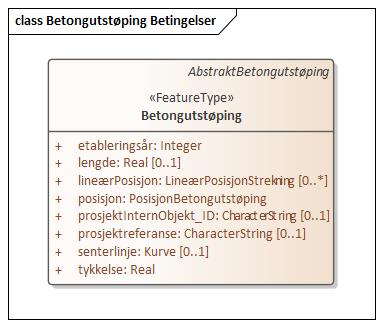 class Betongutstøping Betingelser
AbstraktBetongutstøping
«FeatureType»
Betongutstøping
+ etableringsår: Integer
+ lengde: Real [0..1]
+ lineærPosisjon: LineærPosisjonStrekning [0..*]
+ posisjon: PosisjonBetongutstøping
+ prosjektInternObjekt_ID: CharacterString [0..1]
+ prosjektreferanse: CharacterString [0..1]
+ senterlinje: Kurve [0..1]
+ tykkelse: Real